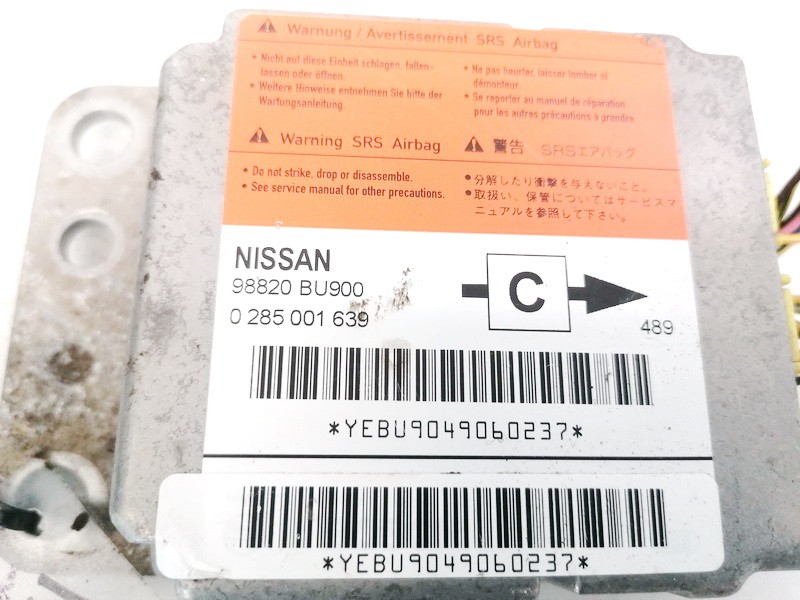 Warnung / Avertissement SRS Airbag
• Nicht auf diese Einheit schlagen, fallen-
lassen oder öffnen.
• Weitere Hinweise entnehmen Sie bitte der
Wartungsanleitung.
• Ne pas heurter, laisser tomber ni
démonteur.
• Se reporter au manuel de réparation
pour les autres précautions à prendre.
Warning SRS Airbag
• Do not strike, drop or disassemble.
• See service manual for other precautions.
警告 SRSエアバッグ
●分解したり衝撃を与えないこと。
●取扱い、保管についてはサービスマ
ニュアルを参照して下さい。
NISSAN
98820 BU900
0 285 001 639
C
489
*YEBU9049060237*
*YEBU9049060237*